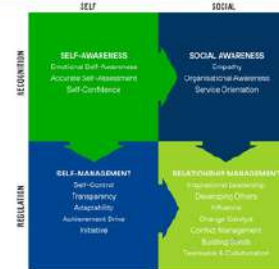 SELF
SOCIAL
RECOGNITION
SELF-AWARENESS
Emotional Self-Awareness
Accurate Self-Assessment
Self-Confidence
SOCIAL AWARENESS
Empathy
Organisational Awareness
Service Orientation
REGULATION
SELF-MANAGEMENT
Self-Control
Transparency
Adaptability
Achievement Drive
Initiative
RELATIONSHIP MANAGEMENT
Inspirational Leadership
Developing Others
Influence
Change Catalyst
Conflict Management
Building Bonds
Teamwork & Collaboration